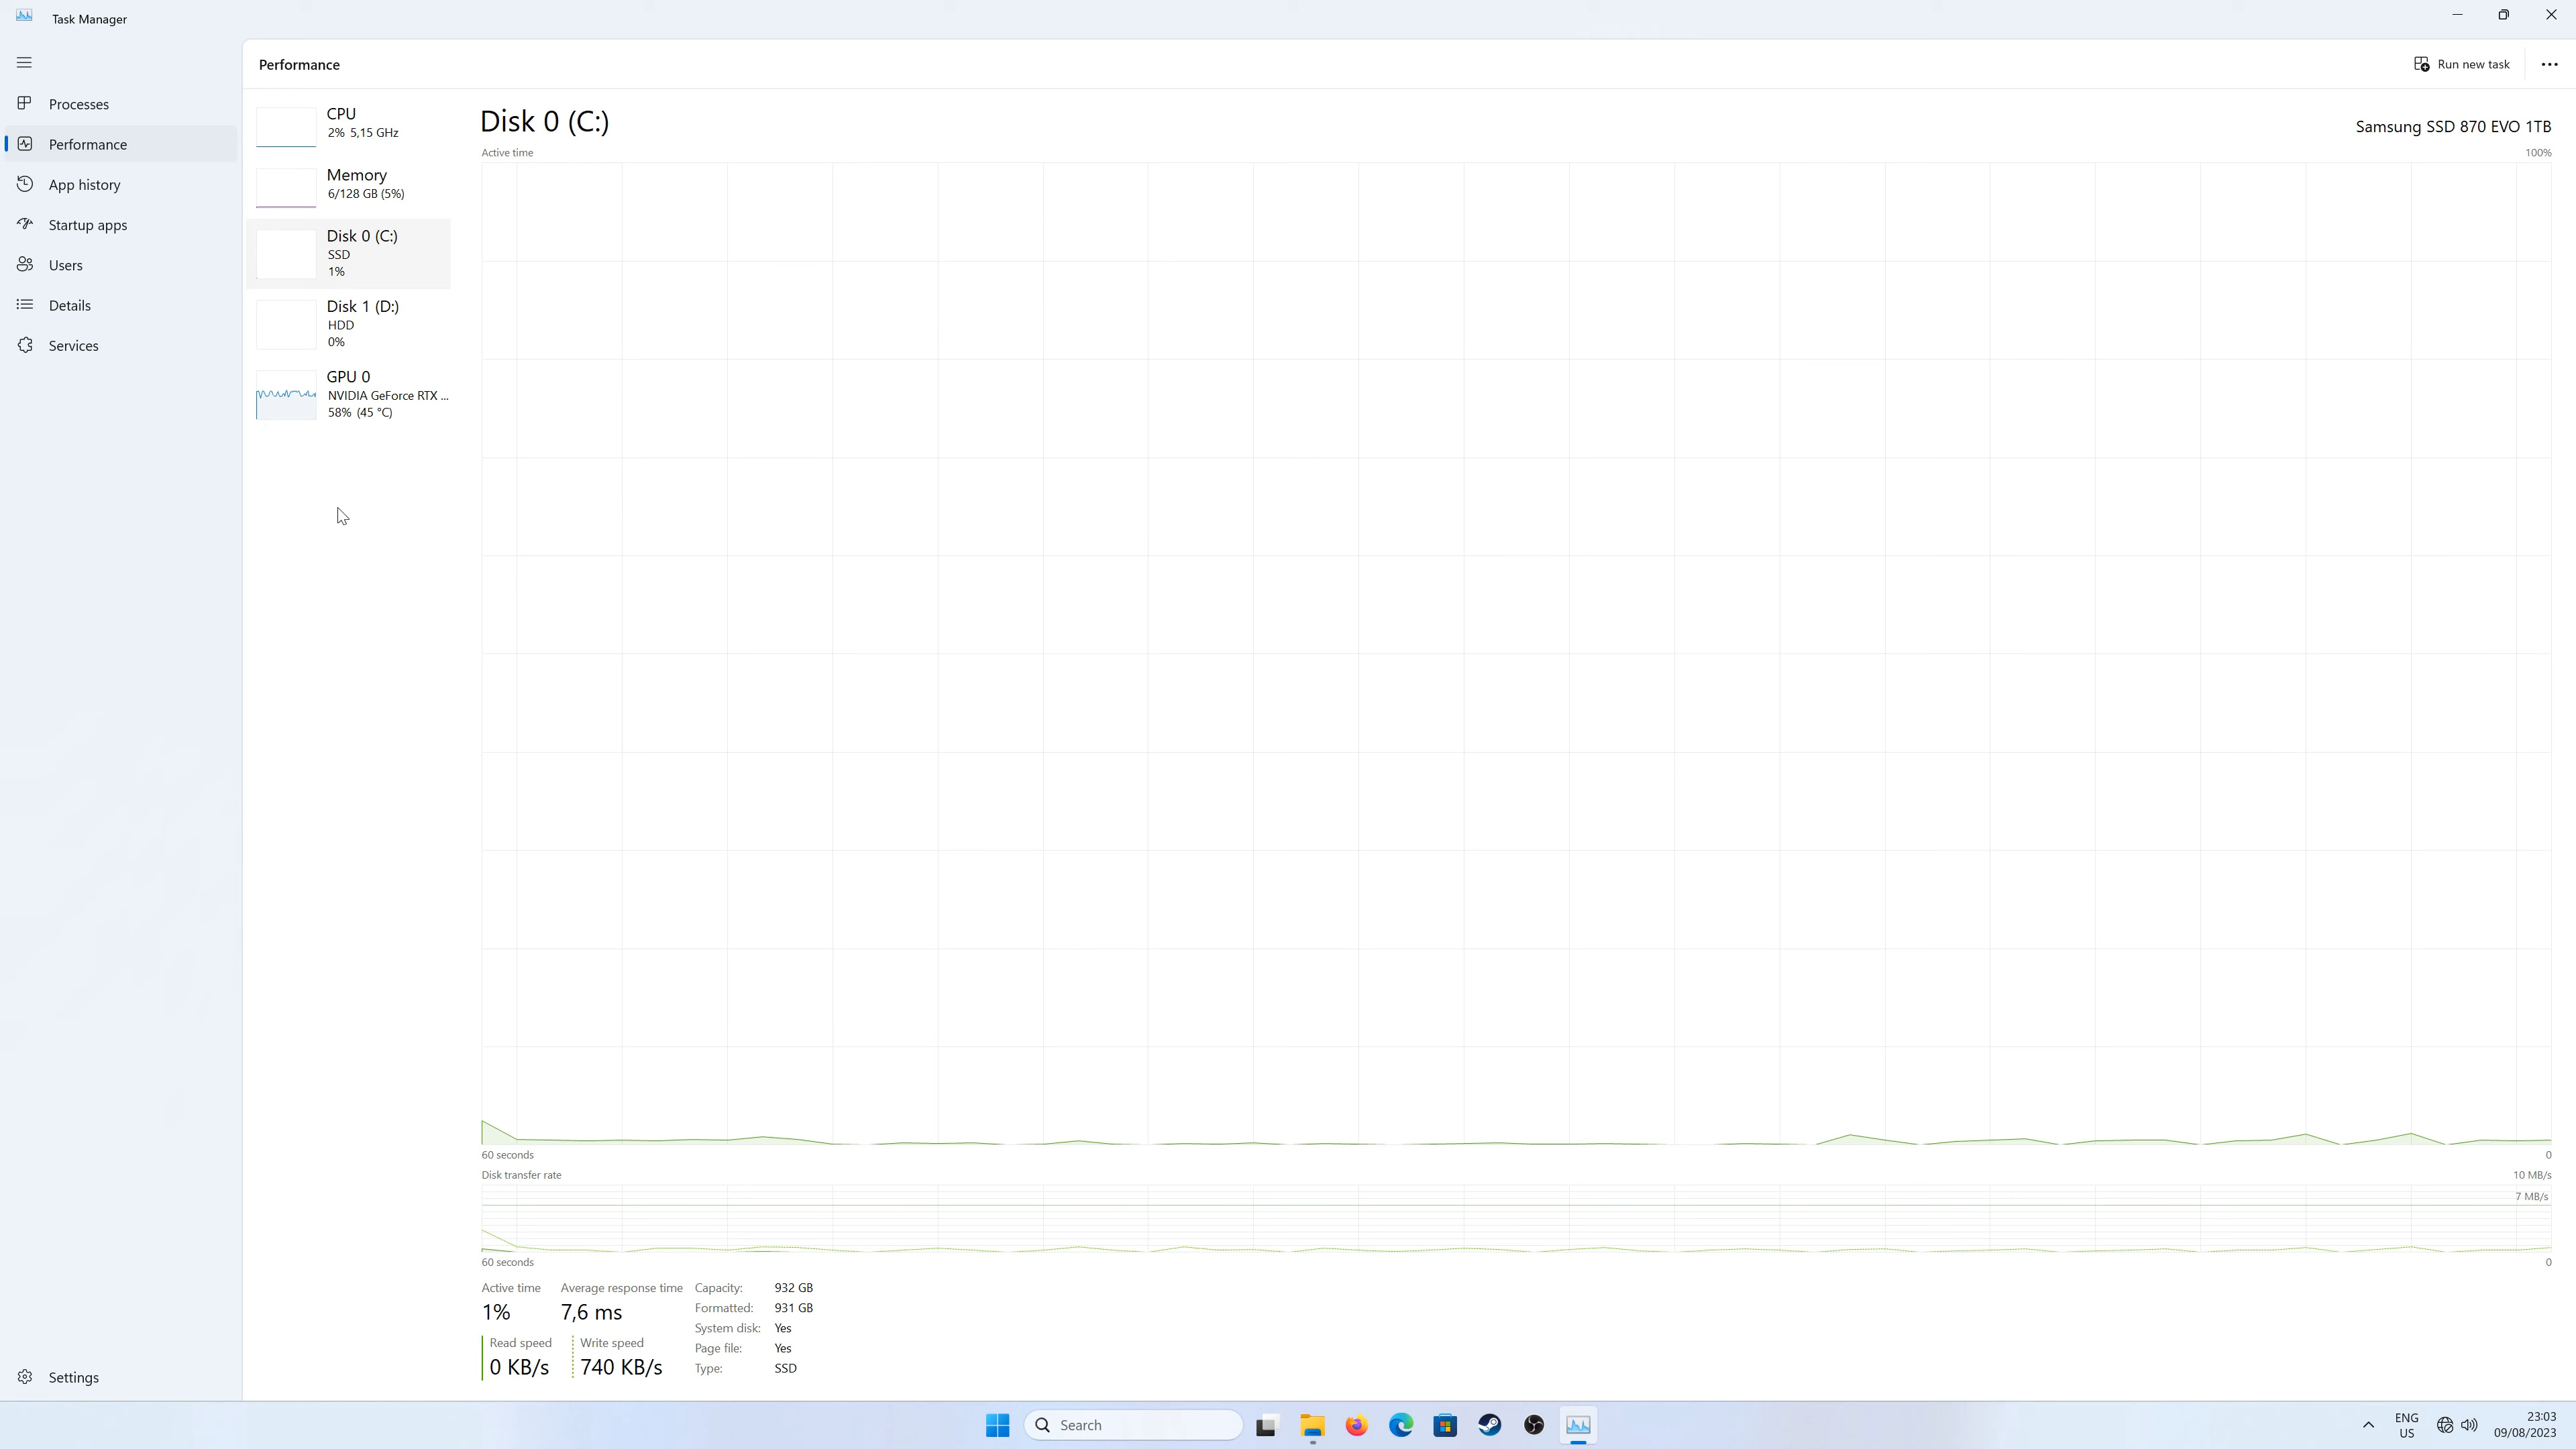 Task Manager
Performance
Run new task
Processes
Performance
App history
Startup apps
Users
Details
Services
Settings
CPU
2% 5,15 GHz
Memory
6/128 GB (5%)
Disk 0 (C:)
SSD
1%
Disk 1 (D:)
HDD
0%
GPU 0
NVIDIA GeForce RTX ...
58% (45 °C)
Disk 0 (C:)
Samsung SSD 870 EVO 1TB
Active time
100%
60 seconds
0
Disk transfer rate
10 MB/s
7 MB/s
60 seconds
0
Active time
1%
Average response time
7,6 ms
Read speed
0 KB/s
Write speed
740 KB/s
Capacity: 932 GB
Formatted: 931 GB
System disk: Yes
Page file: Yes
Type: SSD
Search
ENG
US
23:03
09/08/2023